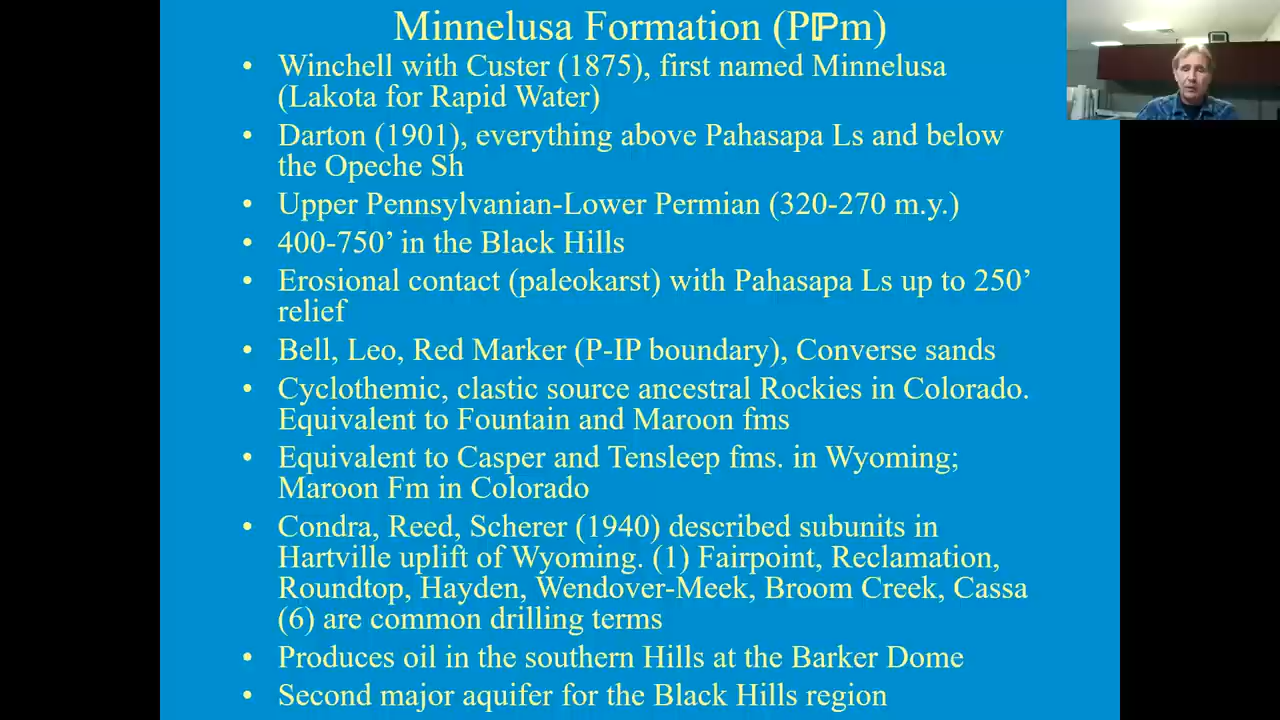 Minnelusa Formation (Pℙm)
• Winchell with Custer (1875), first named Minnelusa
(Lakota for Rapid Water)
• Darton (1901), everything above Pahasapa Ls and below
the Opeche Sh
• Upper Pennsylvanian-Lower Permian (320-270 m.y.)
• 400-750’ in the Black Hills
• Erosional contact (paleokarst) with Pahasapa Ls up to 250’
relief
• Bell, Leo, Red Marker (P-IP boundary), Converse sands
• Cyclothemic, clastic source ancestral Rockies in Colorado.
Equivalent to Fountain and Maroon fms
• Equivalent to Casper and Tensleep fms. in Wyoming;
Maroon Fm in Colorado
• Condra, Reed, Scherer (1940) described subunits in
Hartville uplift of Wyoming. (1) Fairpoint, Reclamation,
Roundtop, Hayden, Wendover-Meek, Broom Creek, Cassa
(6) are common drilling terms
• Produces oil in the southern Hills at the Barker Dome
• Second major aquifer for the Black Hills region